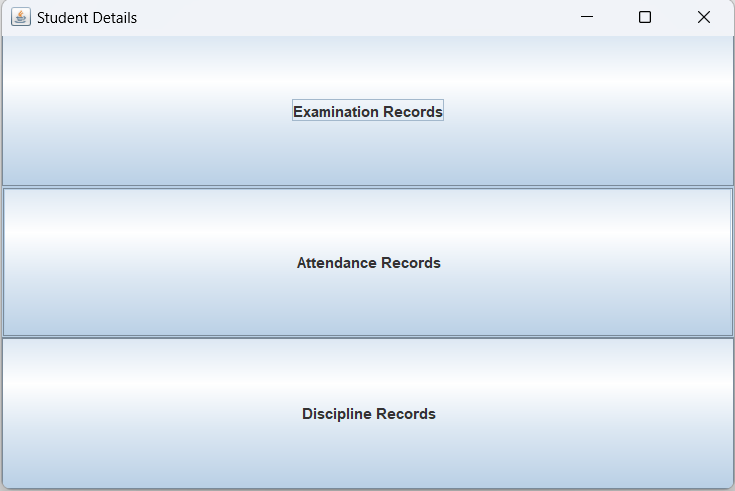 Student Details
Examination Records
Attendance Records
Discipline Records